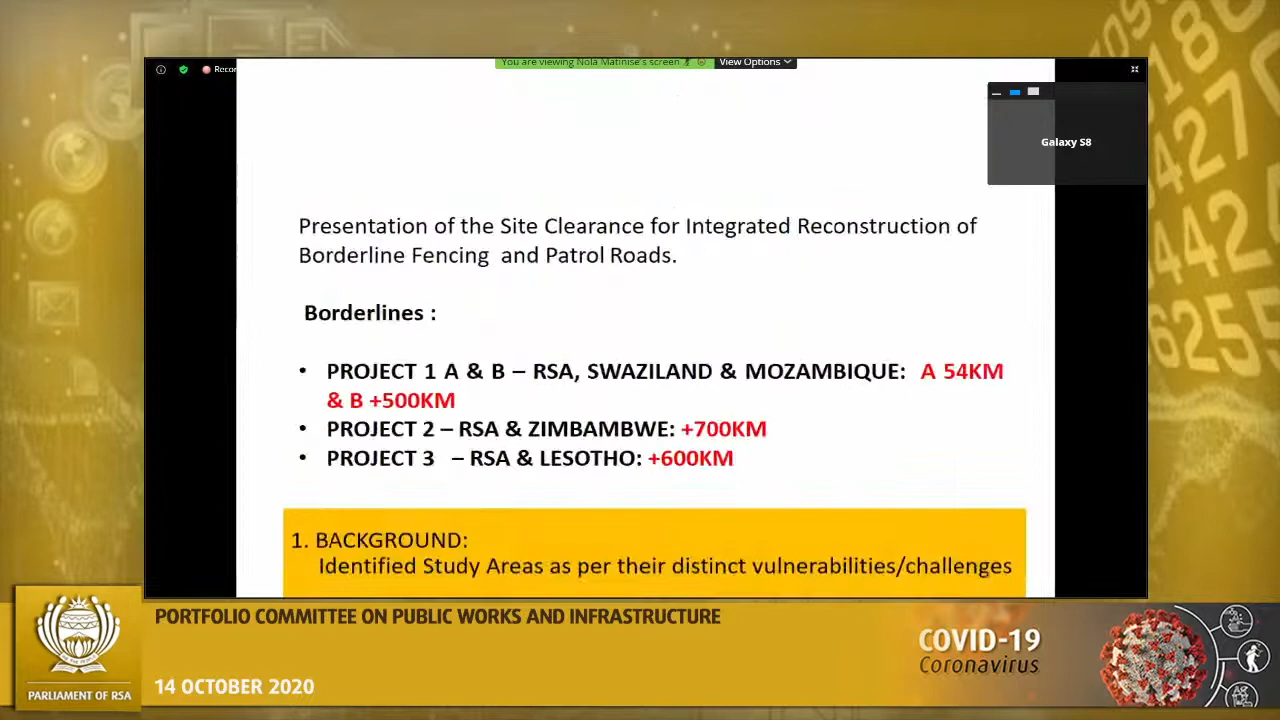 Recor
You are viewing Nola Matinise's screen
View Options
Galaxy S8
Presentation of the Site Clearance for Integrated Reconstruction of
Borderline Fencing and Patrol Roads.
Borderlines :
• PROJECT 1 A & B – RSA, SWAZILAND & MOZAMBIQUE: A 54KM
& B +500KM
• PROJECT 2 – RSA & ZIMBAMBWE: +700KM
• PROJECT 3 – RSA & LESOTHO: +600KM
1. BACKGROUND:
Identified Study Areas as per their distinct vulnerabilities/challenges
PORTFOLIO COMMITTEE ON PUBLIC WORKS AND INFRASTRUCTURE
COVID-19
Coronavirus
PARLIAMENT OF RSA
14 OCTOBER 2020